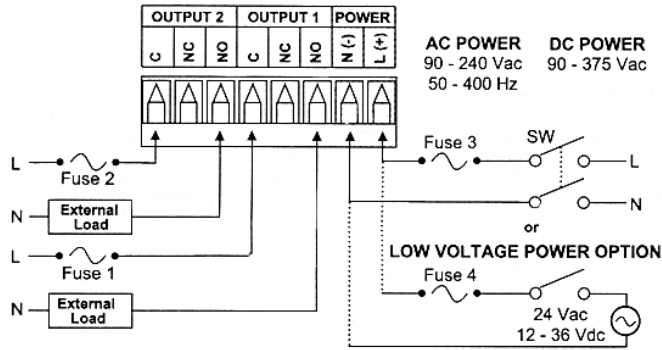 OUTPUT 2 OUTPUT 1 POWER
C NC NO C NC NO N (-) L (+)
AC POWER
90 - 240 Vac
50 - 400 Hz
DC POWER
90 - 375 Vac
L Fuse 2
N External Load
L Fuse 1
N External Load
Fuse 3 SW L
N
or
LOW VOLTAGE POWER OPTION
Fuse 4
24 Vac
12 - 36 Vdc